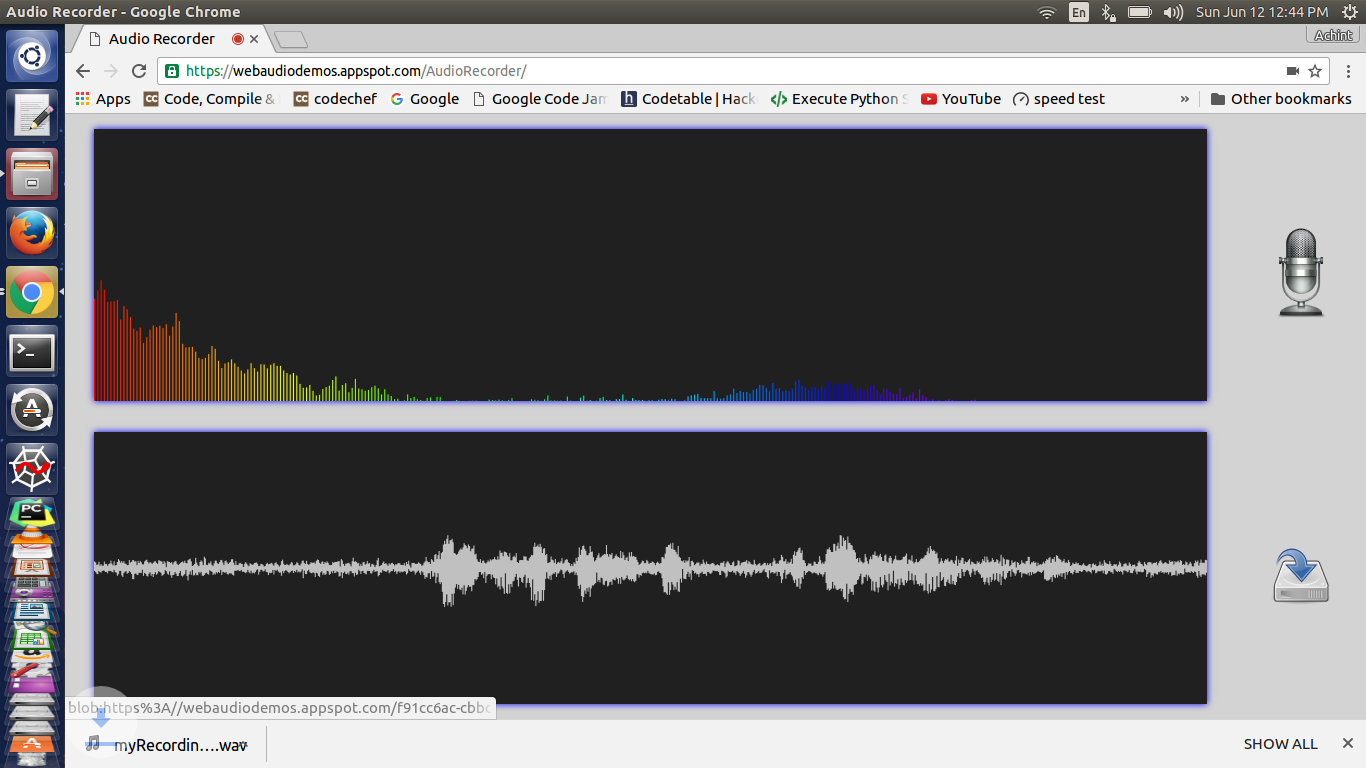 Audio Recorder - Google Chrome
En
Sun Jun 12 12:44 PM
Audio Recorder
Achint
https://webaudiodemos.appspot.com/AudioRecorder/
Apps
CC Code, Compile &
CC codechef
G Google
Google Code Jam
h Codetable | Hack
</> Execute Python S
YouTube
speed test
»
Other bookmarks
PC
blob:https%3A//webaudiodemos.appspot.com/f91cc6ac-cbbc
myRecordin....wav
SHOW ALL